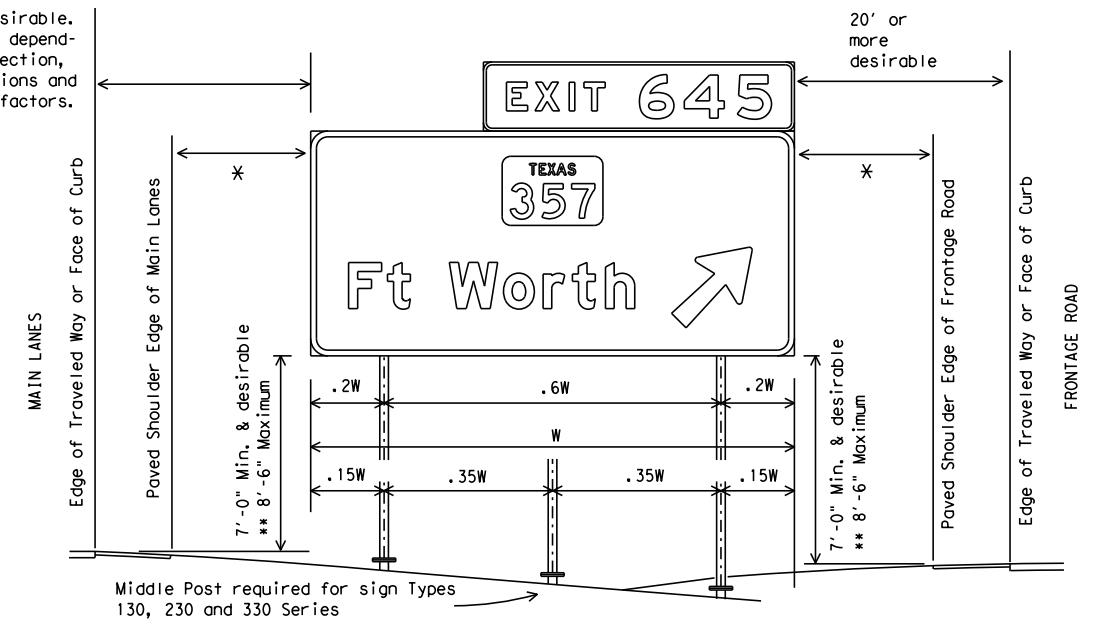 sirable.
depend-
ection,
ions and
factors.
20' or
more
desirable
EXIT 645
TEXAS
357
Ft Worth
*
*
MAIN LANES
Edge of Traveled Way or Face of Curb
Paved Shoulder Edge of Main Lanes
7'-0" Min. & desirable
** 8'-6" Maximum
.2W
.6W
.2W
W
.15W
.35W
.35W
.15W
7'-0" Min. & desirable
** 8'-6" Maximum
Paved Shoulder Edge of Frontage Road
Edge of Traveled Way or Face of Curb
FRONTAGE ROAD
Middle Post required for sign Types
130, 230 and 330 Series